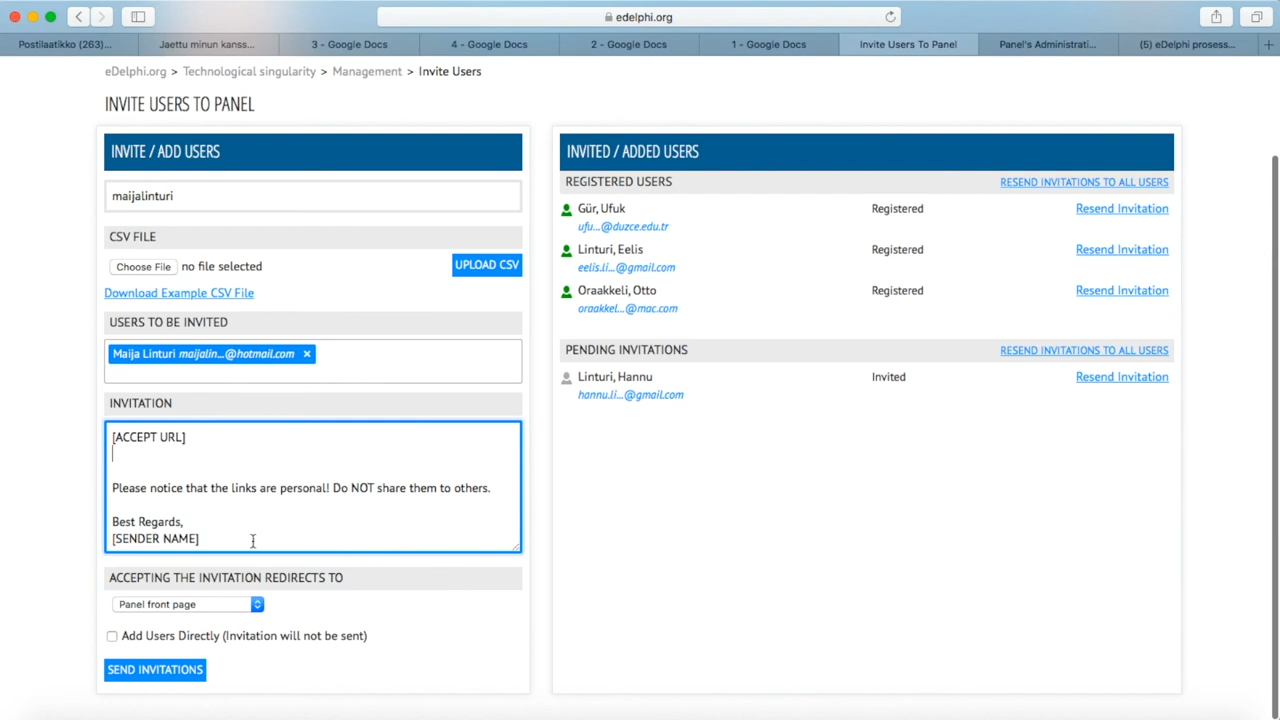 edelphi.org
Postilaatikko (263)...
Jaettu minun kanss...
3 - Google Docs
4 - Google Docs
2 - Google Docs
1 - Google Docs
Invite Users To Panel
Panel's Administrati...
(5) eDelphi prosess...
eDelphi.org > Technological singularity > Management > Invite Users
INVITE USERS TO PANEL
INVITE / ADD USERS
maijalinturi
CSV FILE
Choose File no file selected
UPLOAD CSV
Download Example CSV File
USERS TO BE INVITED
Maija Linturi maijalin...@hotmail.com ×
INVITATION
[ACCEPT URL]
Please notice that the links are personal! Do NOT share them to others.
Best Regards,
[SENDER NAME]
ACCEPTING THE INVITATION REDIRECTS TO
Panel front page
Add Users Directly (Invitation will not be sent)
SEND INVITATIONS
INVITED / ADDED USERS
REGISTERED USERS RESEND INVITATIONS TO ALL USERS
Gür, Ufuk Registered Resend Invitation
ufu...@duzce.edu.tr
Linturi, Eelis Registered Resend Invitation
eelis.li...@gmail.com
Oraakkeli, Otto Registered Resend Invitation
oraakkel...@mac.com
PENDING INVITATIONS RESEND INVITATIONS TO ALL USERS
Linturi, Hannu Invited Resend Invitation
hannu.li...@gmail.com